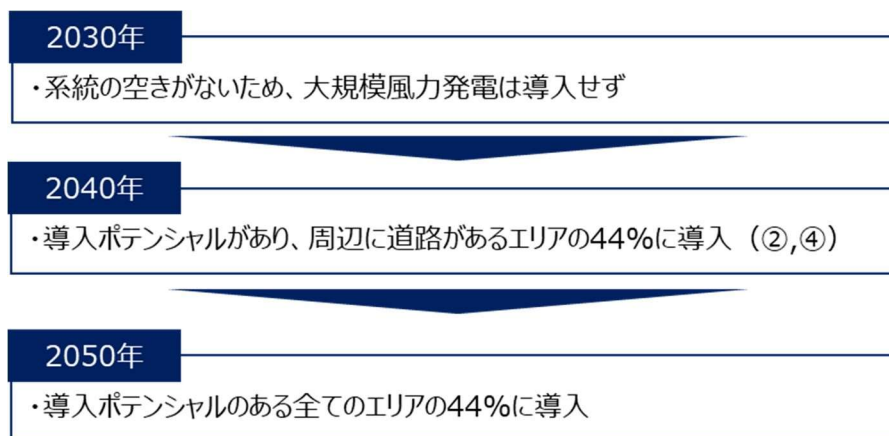 2030年
・系統の空きがないため、大規模風力発電は導入せず
2040年
・導入ポテンシャルがあり、周辺に道路があるエリアの44%に導入（②,④）
2050年
・導入ポテンシャルのある全てのエリアの44%に導入